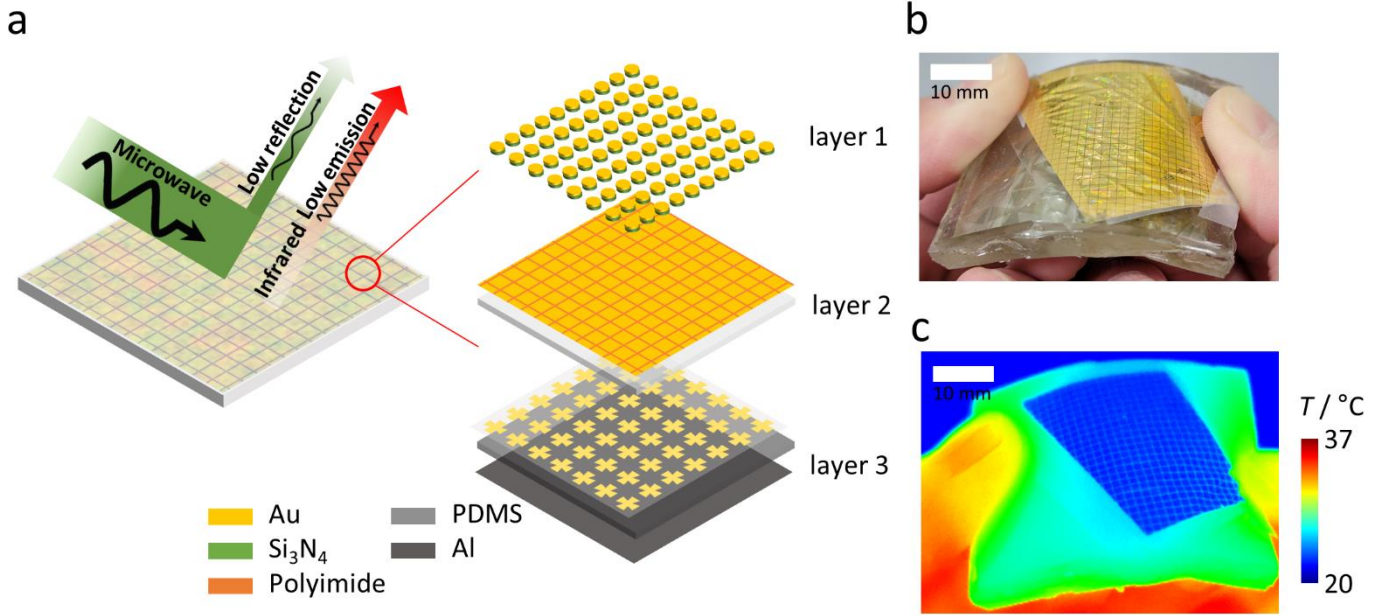 a
Microwave
Low reflection
Infrared Low emission
layer 1
layer 2
layer 3
Au
Si₃N₄
Polyimide
PDMS
Al
b
10 mm
c
10 mm
T / °C
37
20